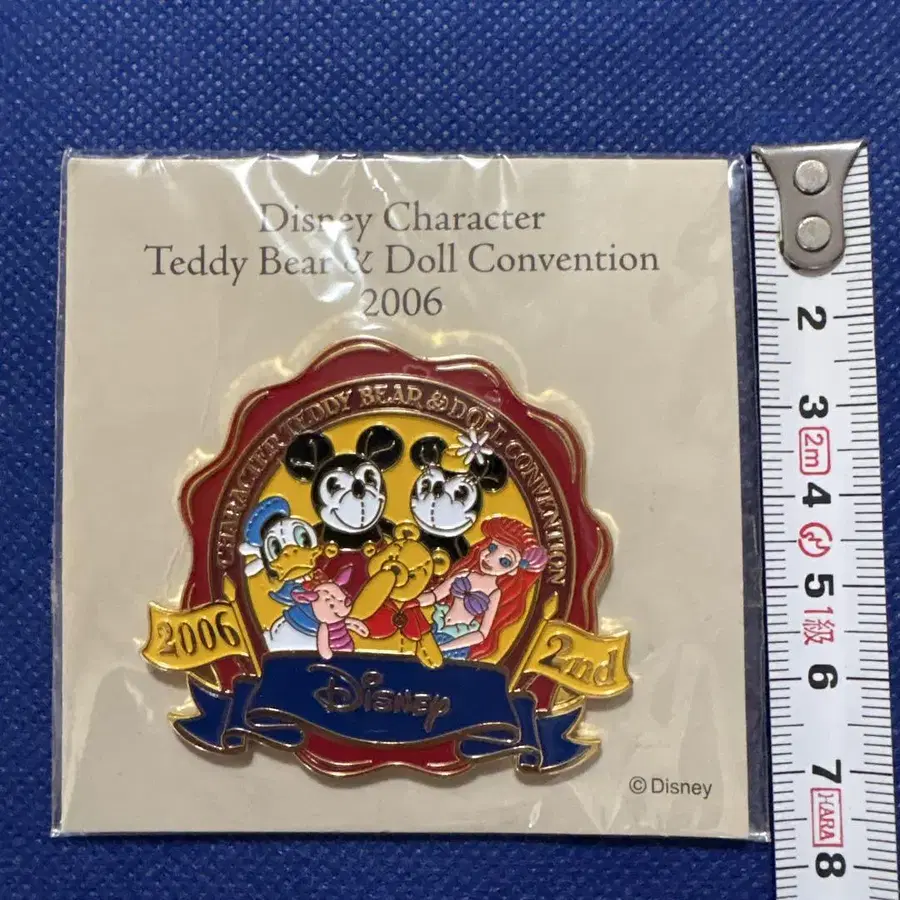 Disney Character
Teddy Bear & Doll Convention
2006
CHARACTER TEDDY BEAR & DOLL CONVENTION
2006
2nd
Disney
© Disney
2
3
2m
4
5
1級
6
7
HARA
8